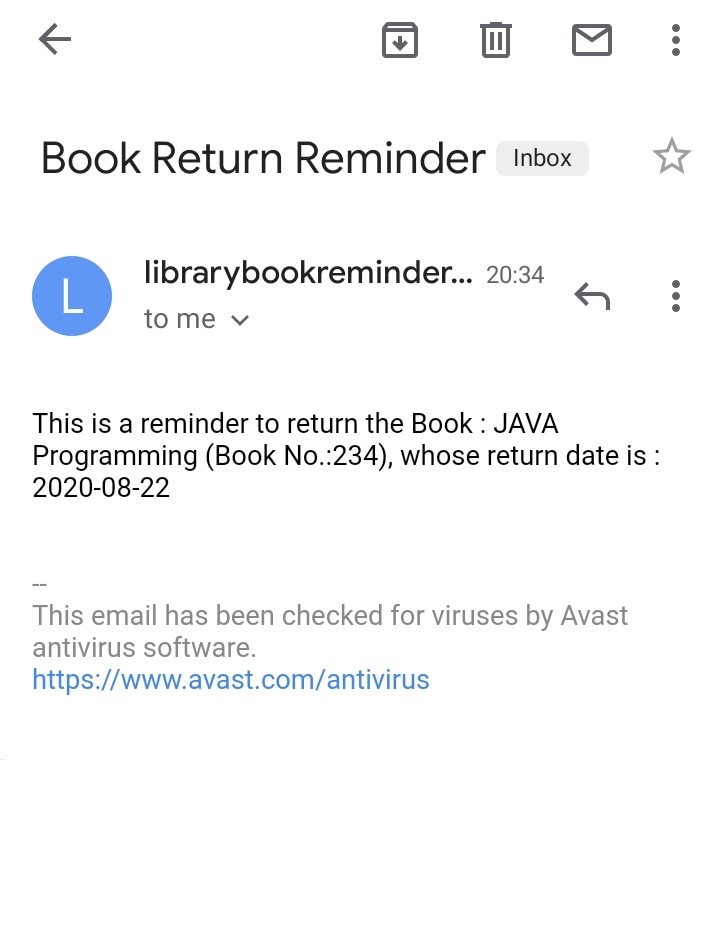 Book Return Reminder Inbox
L
librarybookreminder... 20:34
to me
This is a reminder to return the Book : JAVA
Programming (Book No.:234), whose return date is :
2020-08-22
--
This email has been checked for viruses by Avast
antivirus software.
https://www.avast.com/antivirus